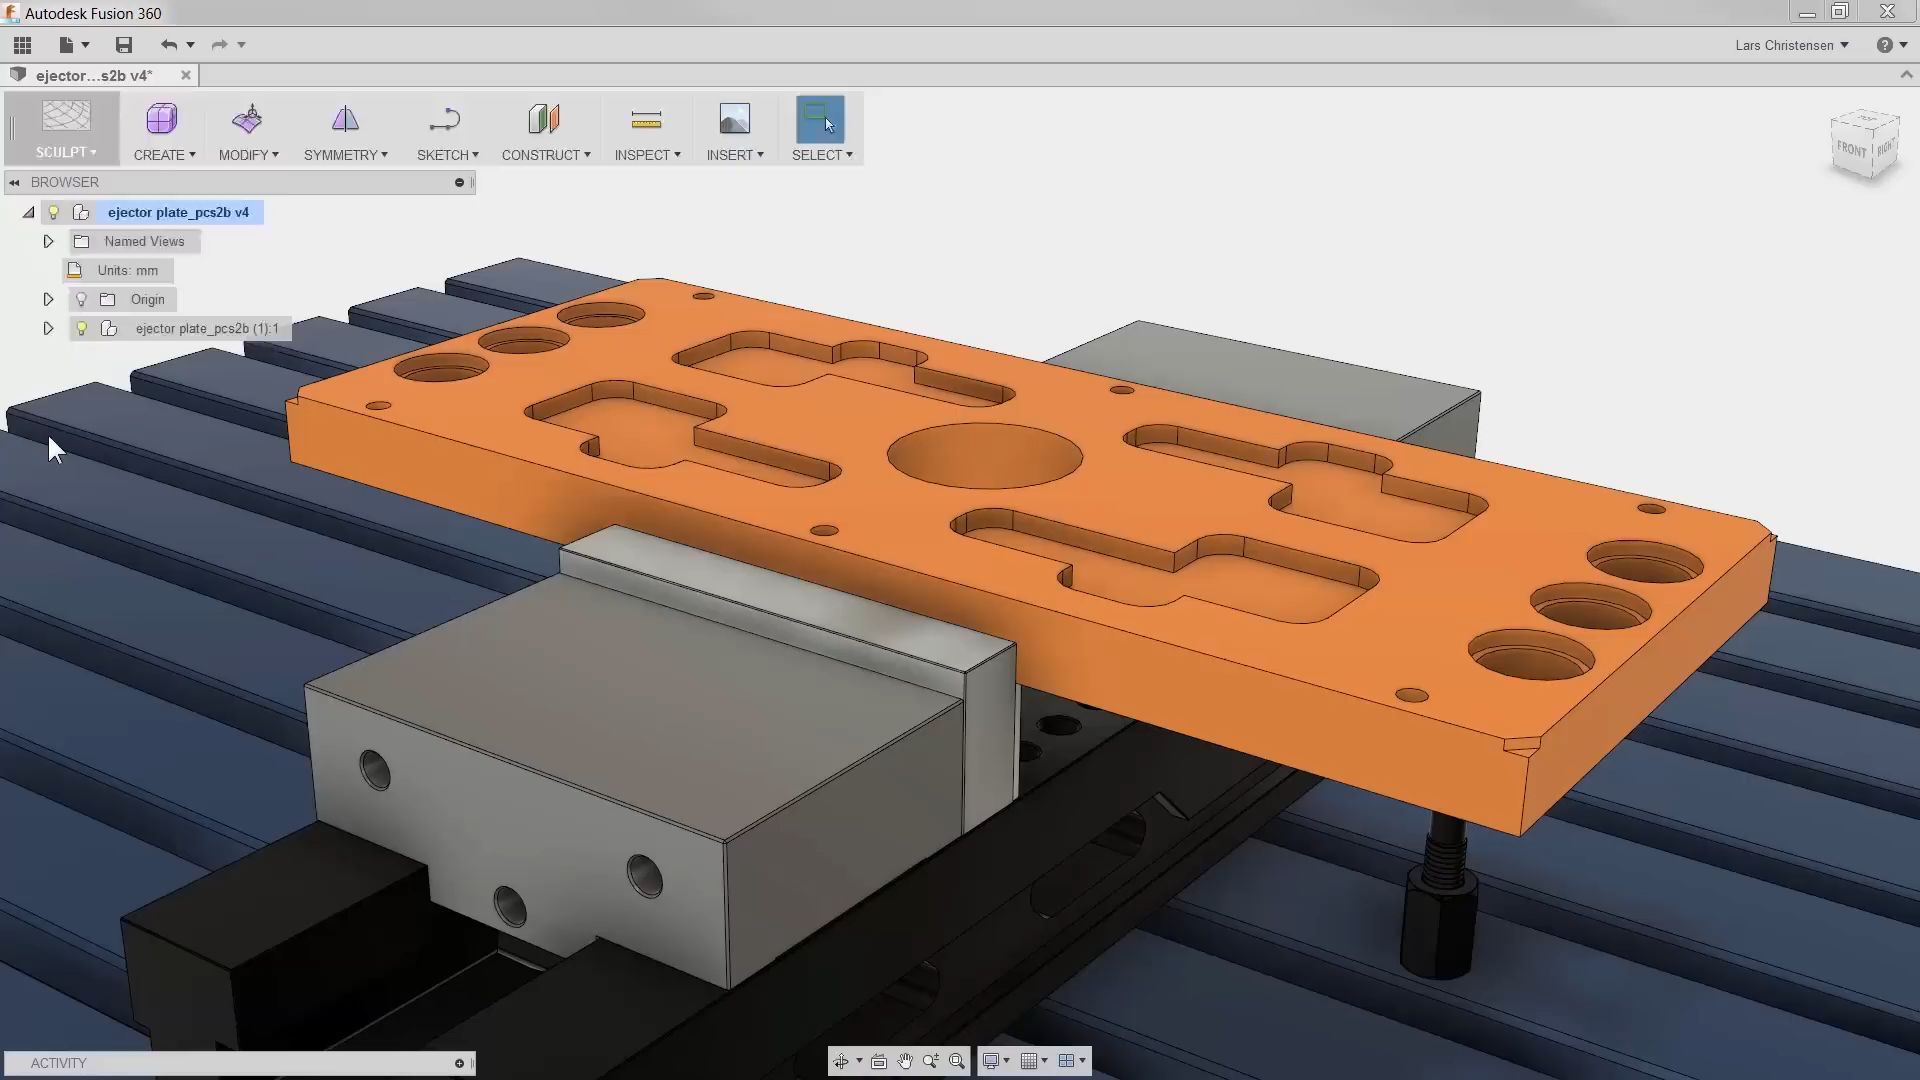 Autodesk Fusion 360
Lars Christensen
ejector...s2b v4*
SCULPT
CREATE
MODIFY
SYMMETRY
SKETCH
CONSTRUCT
INSPECT
INSERT
SELECT
TOP
FRONT
RIGHT
BROWSER
ejector plate_pcs2b v4
Named Views
Units: mm
Origin
ejector plate_pcs2b (1):1
ACTIVITY